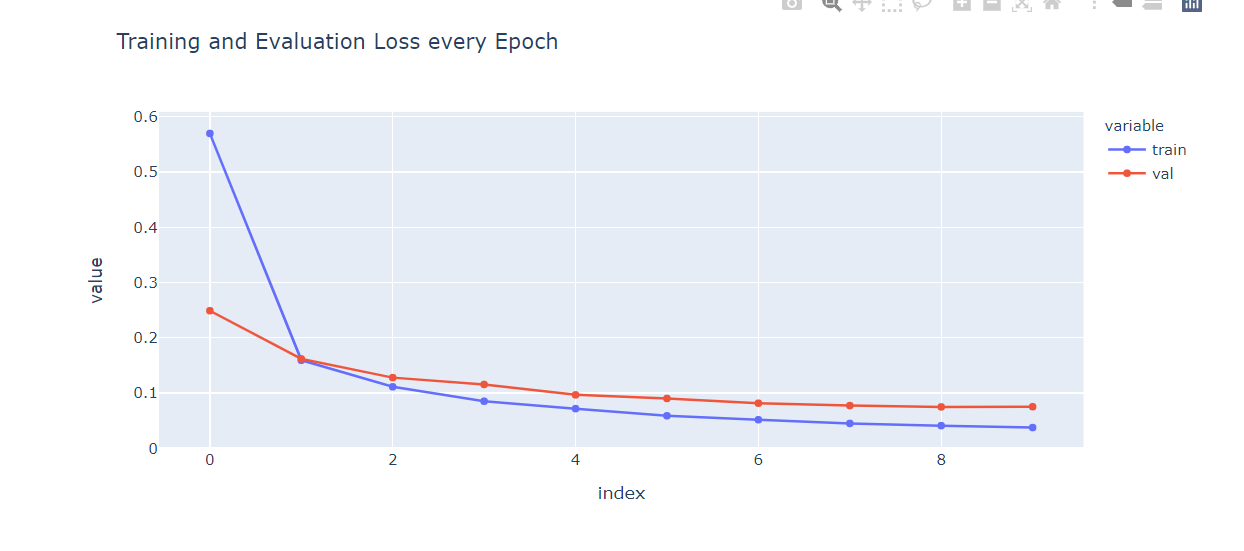 Training and Evaluation Loss every Epoch
variable
train
val
value
0.6
0.5
0.4
0.3
0.2
0.1
0
0 2 4 6 8
index